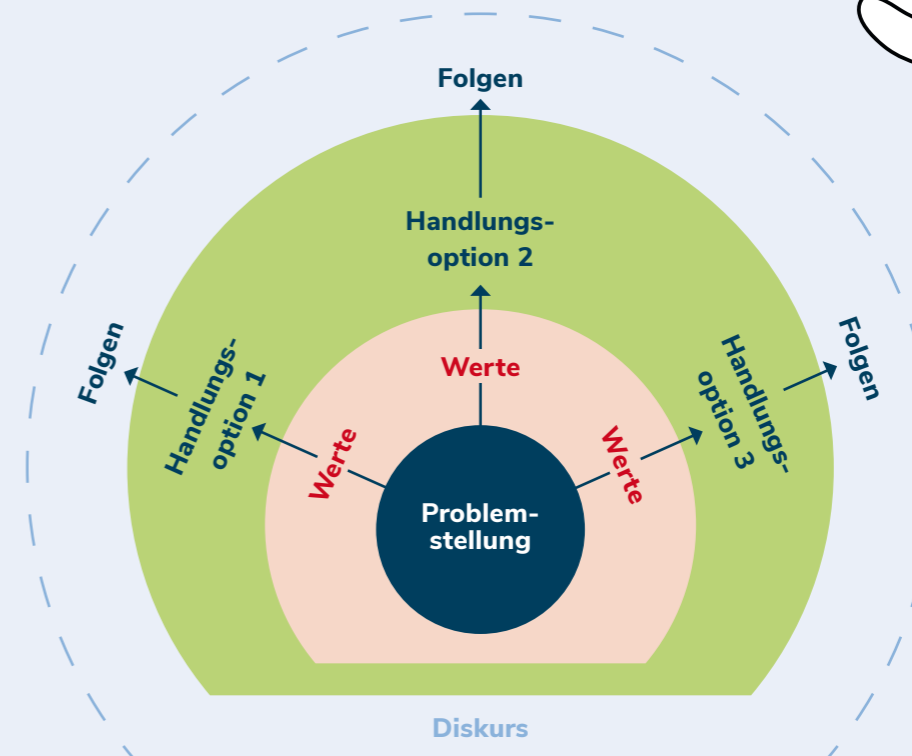 Folgen
Handlungs-
option 2
Werte
Folgen
Handlungs-
option 1
Werte
Werte
Handlungs-
option 3
Folgen
Problem-
stellung
Diskurs